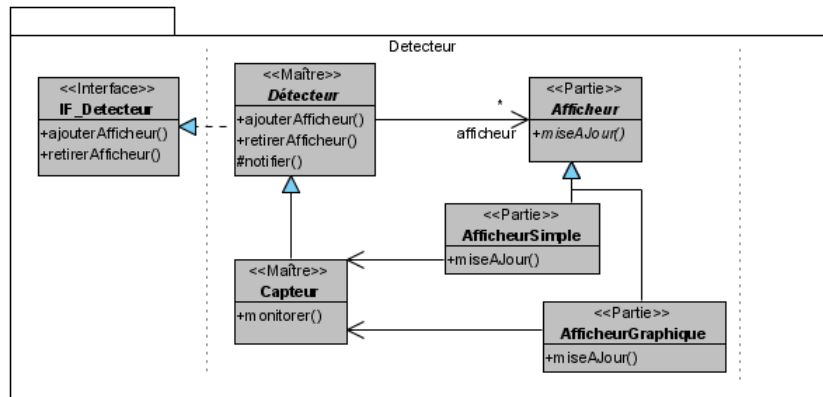 Detecteur
<<Interface>>
IF_Detecteur
+ajouterAfficheur()
+retirerAfficheur()
<<Maître>>
Détecteur
+ajouterAfficheur()
+retirerAfficheur()
#notifier()
*
afficheur
<<Partie>>
Afficheur
+miseAJour()
<<Partie>>
AfficheurSimple
+miseAJour()
<<Maître>>
Capteur
+monitorer()
<<Partie>>
AfficheurGraphique
+miseAJour()